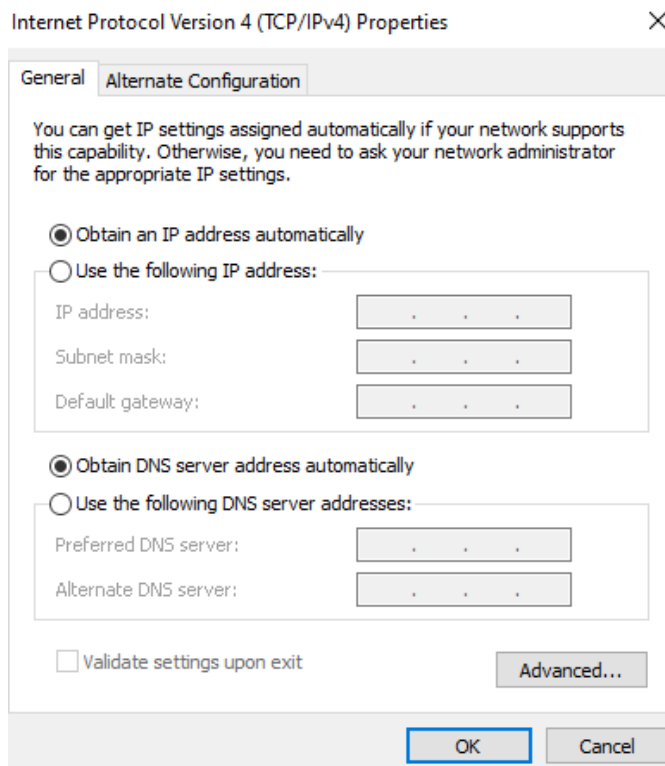 Internet Protocol Version 4 (TCP/IPv4) Properties
General
Alternate Configuration
You can get IP settings assigned automatically if your network supports
this capability. Otherwise, you need to ask your network administrator
for the appropriate IP settings.
Obtain an IP address automatically
Use the following IP address:
IP address:
Subnet mask:
Default gateway:
Obtain DNS server address automatically
Use the following DNS server addresses:
Preferred DNS server:
Alternate DNS server:
Validate settings upon exit
Advanced...
OK
Cancel